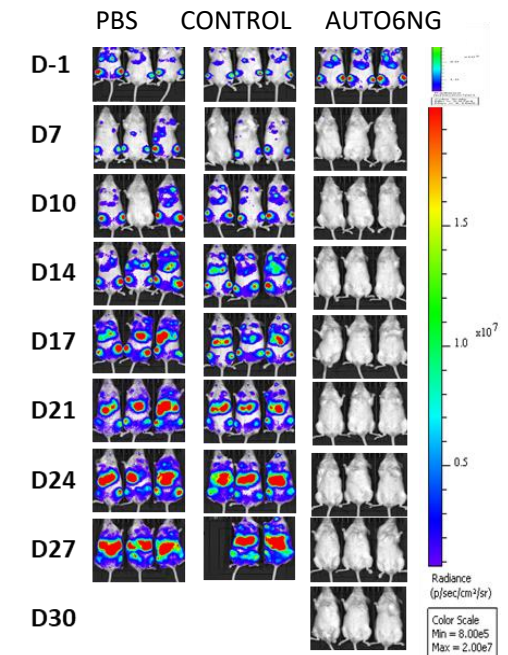 PBS CONTROL AUTO6NG
D-1
D7
D10
D14
1.5
D17
1.0 x10⁷
D21
D24
0.5
D27
Radiance
(p/sec/cm²/sr)
D30
Color Scale
Min = 8.00e5
Max = 2.00e7